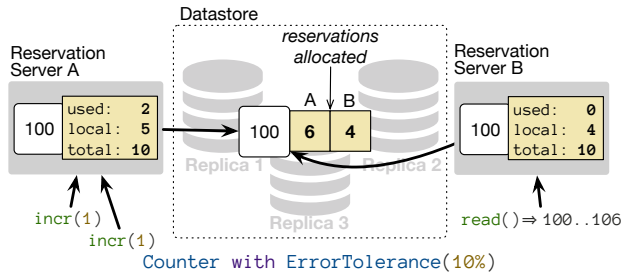 Datastore
Reservation
Server A
reservations
allocated
Reservation
Server B
100
used: 2
local: 5
total: 10
A B
100 6 4
100
used: 0
local: 4
total: 10
Replica 1
Replica 2
Replica 3
incr(1)
incr(1)
read()⇒100..106
Counter with ErrorTolerance(10%)